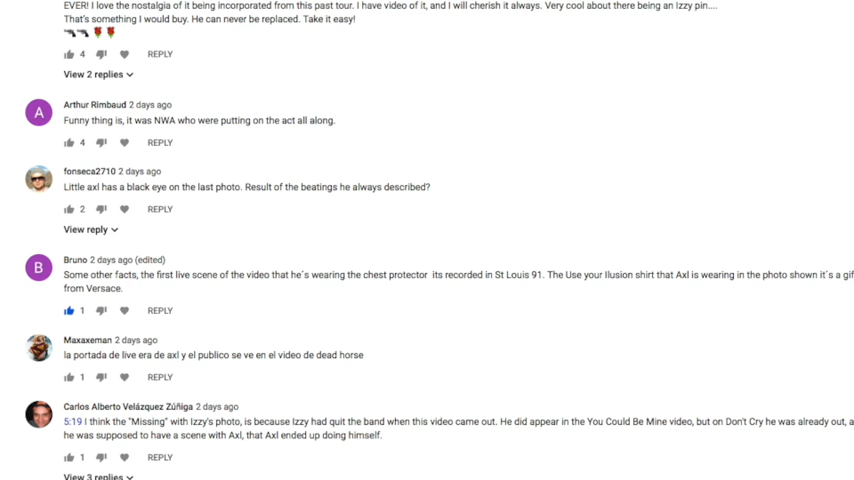 EVER! I love the nostalgia of it being incorporated from this past tour. I have video of it, and I will cherish it always. Very cool about there being an Izzy pin....
That's something I would buy. He can never be replaced. Take it easy!
4 REPLY
View 2 replies
A
Arthur Rimbaud 2 days ago
Funny thing is, it was NWA who were putting on the act all along.
4 REPLY
fonseca2710 2 days ago
Little axl has a black eye on the last photo. Result of the beatings he always described?
2 REPLY
View reply
B
Bruno 2 days ago (edited)
Some other facts, the first live scene of the video that he´s wearing the chest protector its recorded in St Louis 91. The Use your Ilusion shirt that Axl is wearing in the photo shown it´s a gif
from Versace.
1 REPLY
Maxaxeman 2 days ago
la portada de live era de axl y el publico se ve en el video de dead horse
1 REPLY
Carlos Alberto Velázquez Zúñiga 2 days ago
5:19 I think the "Missing" with Izzy's photo, is because Izzy had quit the band when this video came out. He did appear in the You Could Be Mine video, but on Don't Cry he was already out, a
he was supposed to have a scene with Axl, that Axl ended up doing himself.
1 REPLY
View 3 replies